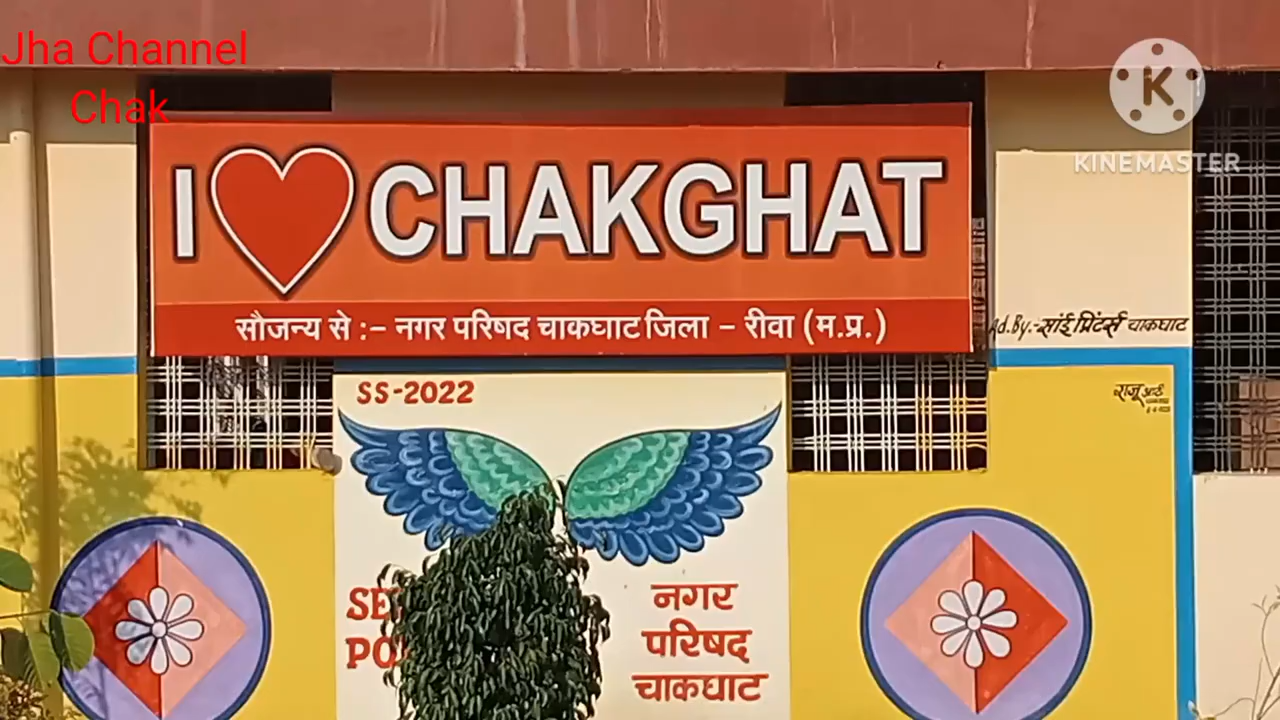 Jha Channel
Chak
K
KINEMASTER
I CHAKGHAT
सौजन्य से :- नगर परिषद चाकघाट जिला - रीवा (म.प्र.)
Ad.By.-सांई प्रिंटर्स चाकघाट
SS-2022
राजू आर्ट
नगर
परिषद
चाकघाट